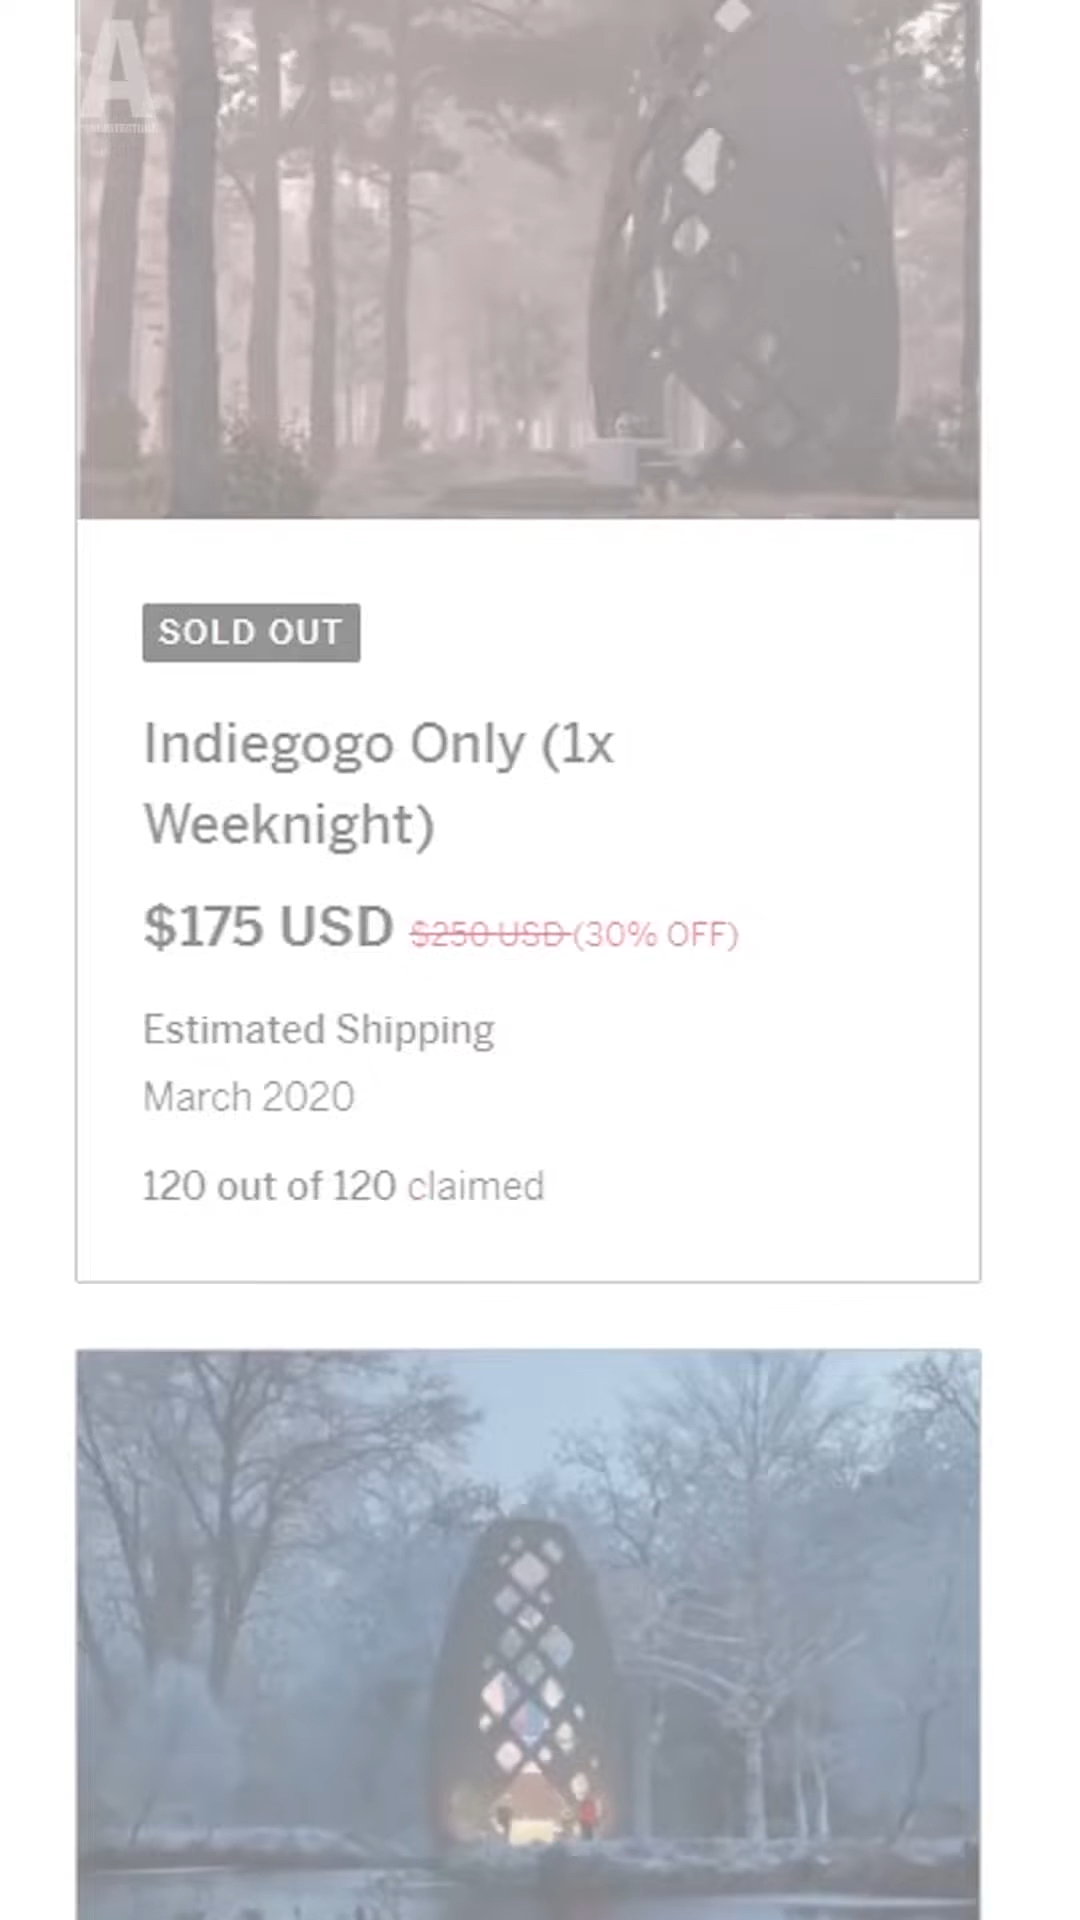 A
SOLD OUT
Indiegogo Only (1x
Weeknight)
$175 USD $250 USD (30% OFF)
Estimated Shipping
March 2020
120 out of 120 claimed